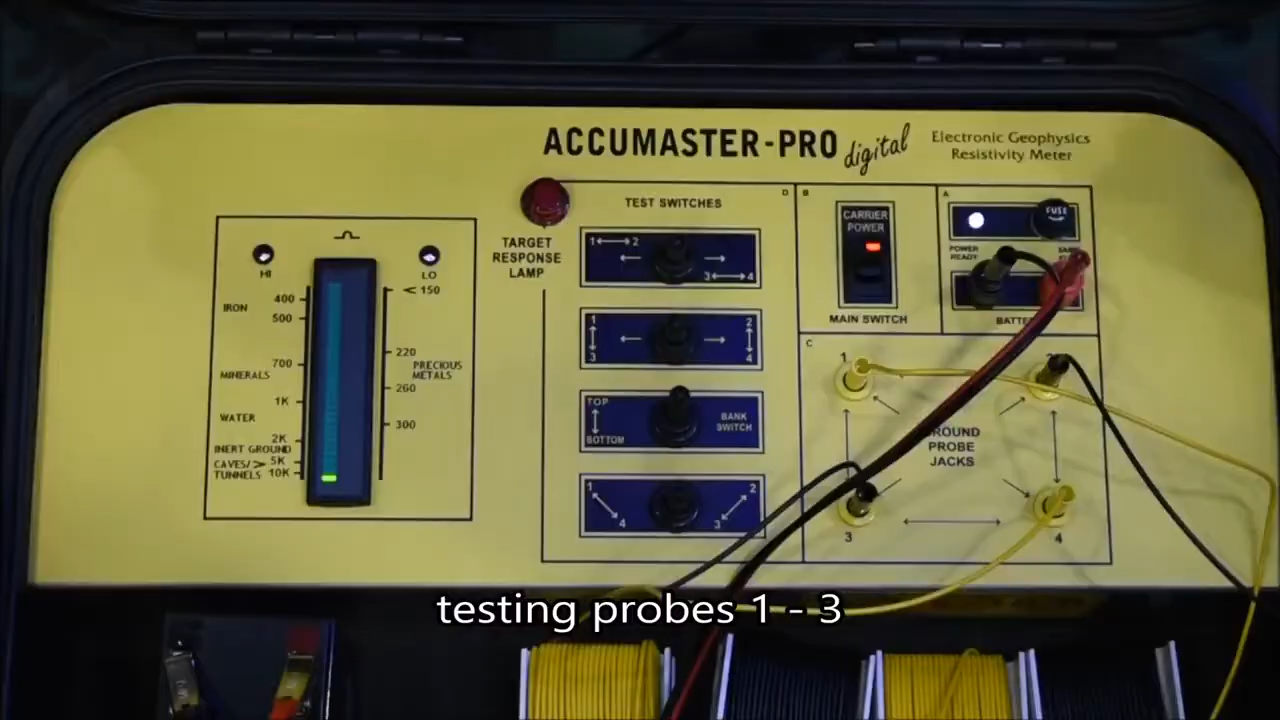 ACCUMASTER-PRO digital
Electronic Geophysics
Resistivity Meter
TARGET
RESPONSE
LAMP
TEST SWITCHES
D
1 2
3 4
1 2
3 4
TOP
BOTTOM
BANK
SWITCH
1 2
4 3
B
CARRIER
POWER
MAIN SWITCH
A
FUSE
POWER
READY
C
1
GROUND
PROBE
JACKS
3 4
HI
LO
IRON
400
500
MINERALS
700
WATER
1K
INERT GROUND
2K
CAVES/>
TUNNELS
5K
10K
< 150
220
PRECIOUS
METALS
260
300
testing probes 1 - 3